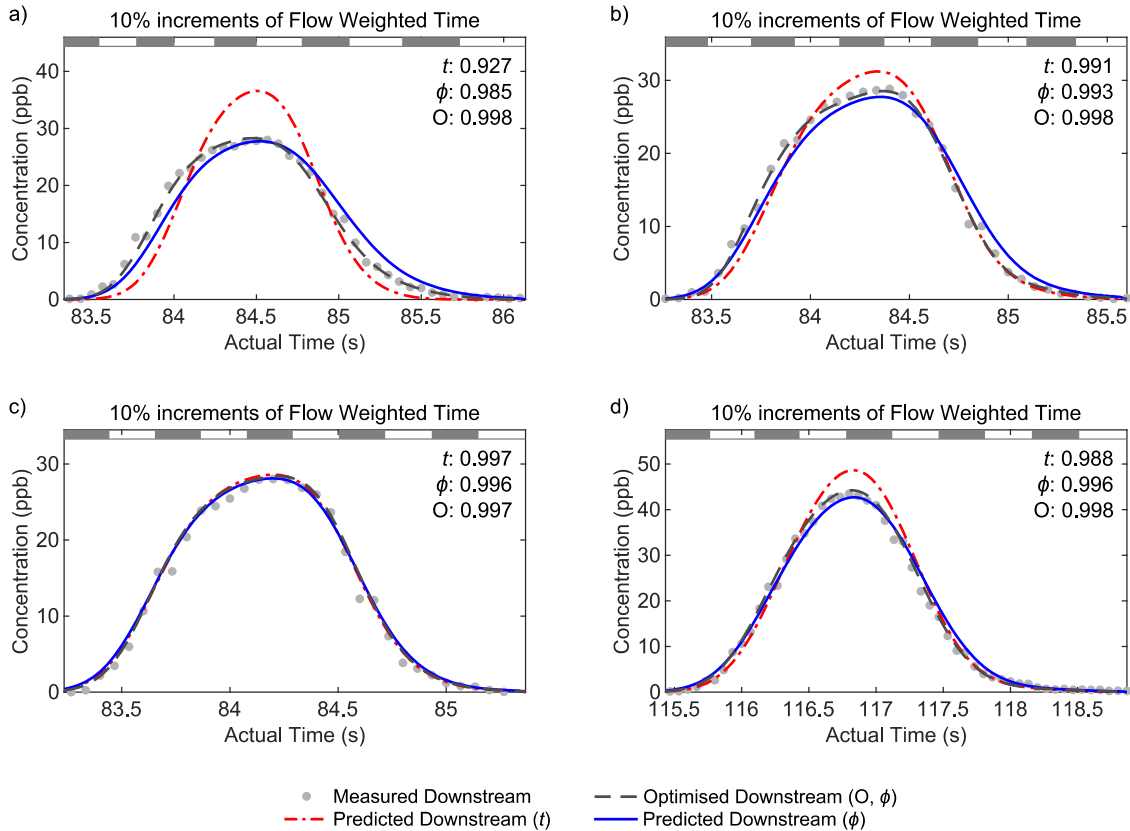 a)
10% increments of Flow Weighted Time
t: 0.927
ϕ: 0.985
O: 0.998
40
30
20
10
0
Concentration (ppb)
83.5 84 84.5 85 85.5 86
Actual Time (s)
b)
10% increments of Flow Weighted Time
t: 0.991
ϕ: 0.993
O: 0.998
30
20
10
0
Concentration (ppb)
83.5 84 84.5 85 85.5
Actual Time (s)
c)
10% increments of Flow Weighted Time
t: 0.997
ϕ: 0.996
O: 0.997
30
20
10
0
Concentration (ppb)
83.5 84 84.5 85
Actual Time (s)
d)
10% increments of Flow Weighted Time
t: 0.988
ϕ: 0.996
O: 0.998
50
40
30
20
10
0
Concentration (ppb)
115.5 116 116.5 117 117.5 118 118.5
Actual Time (s)
Measured Downstream
Optimised Downstream (O, ϕ)
Predicted Downstream (t)
Predicted Downstream (ϕ)